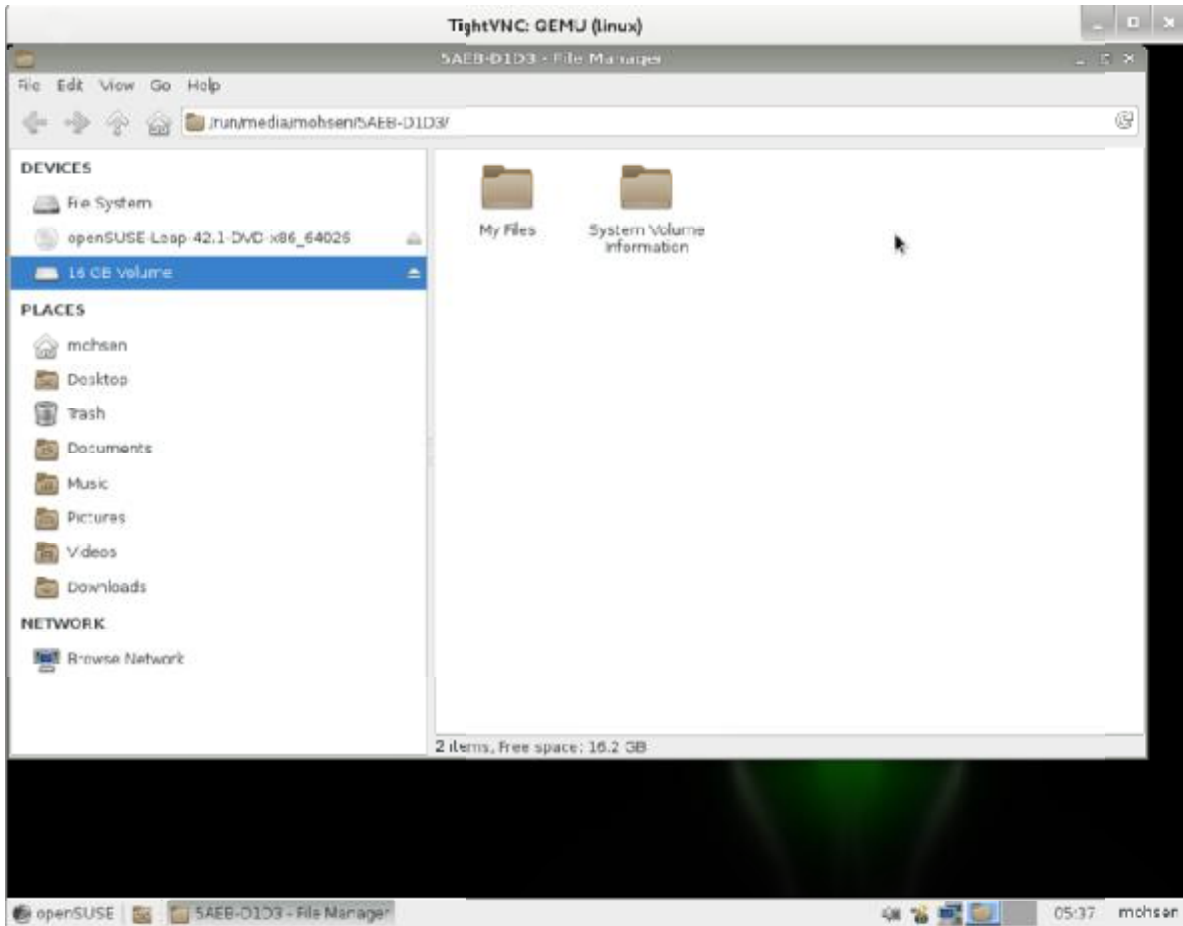 TightVNC: QEMU (linux)
5AEB-D1D3 - File Manager
File Edit View Go Help
/run/media/mohsen/5AEB-D1D3/
DEVICES
File System
openSUSE-Leap-42.1-DVD-x86_64026
16 GB Volume
PLACES
mohsen
Desktop
Trash
Documents
Music
Pictures
Videos
Downloads
NETWORK
Browse Network
My Files
System Volume
Information
2 items, Free space: 16.2 GB
openSUSE
5AEB-D1D3 - File Manager
05:37 mohsen